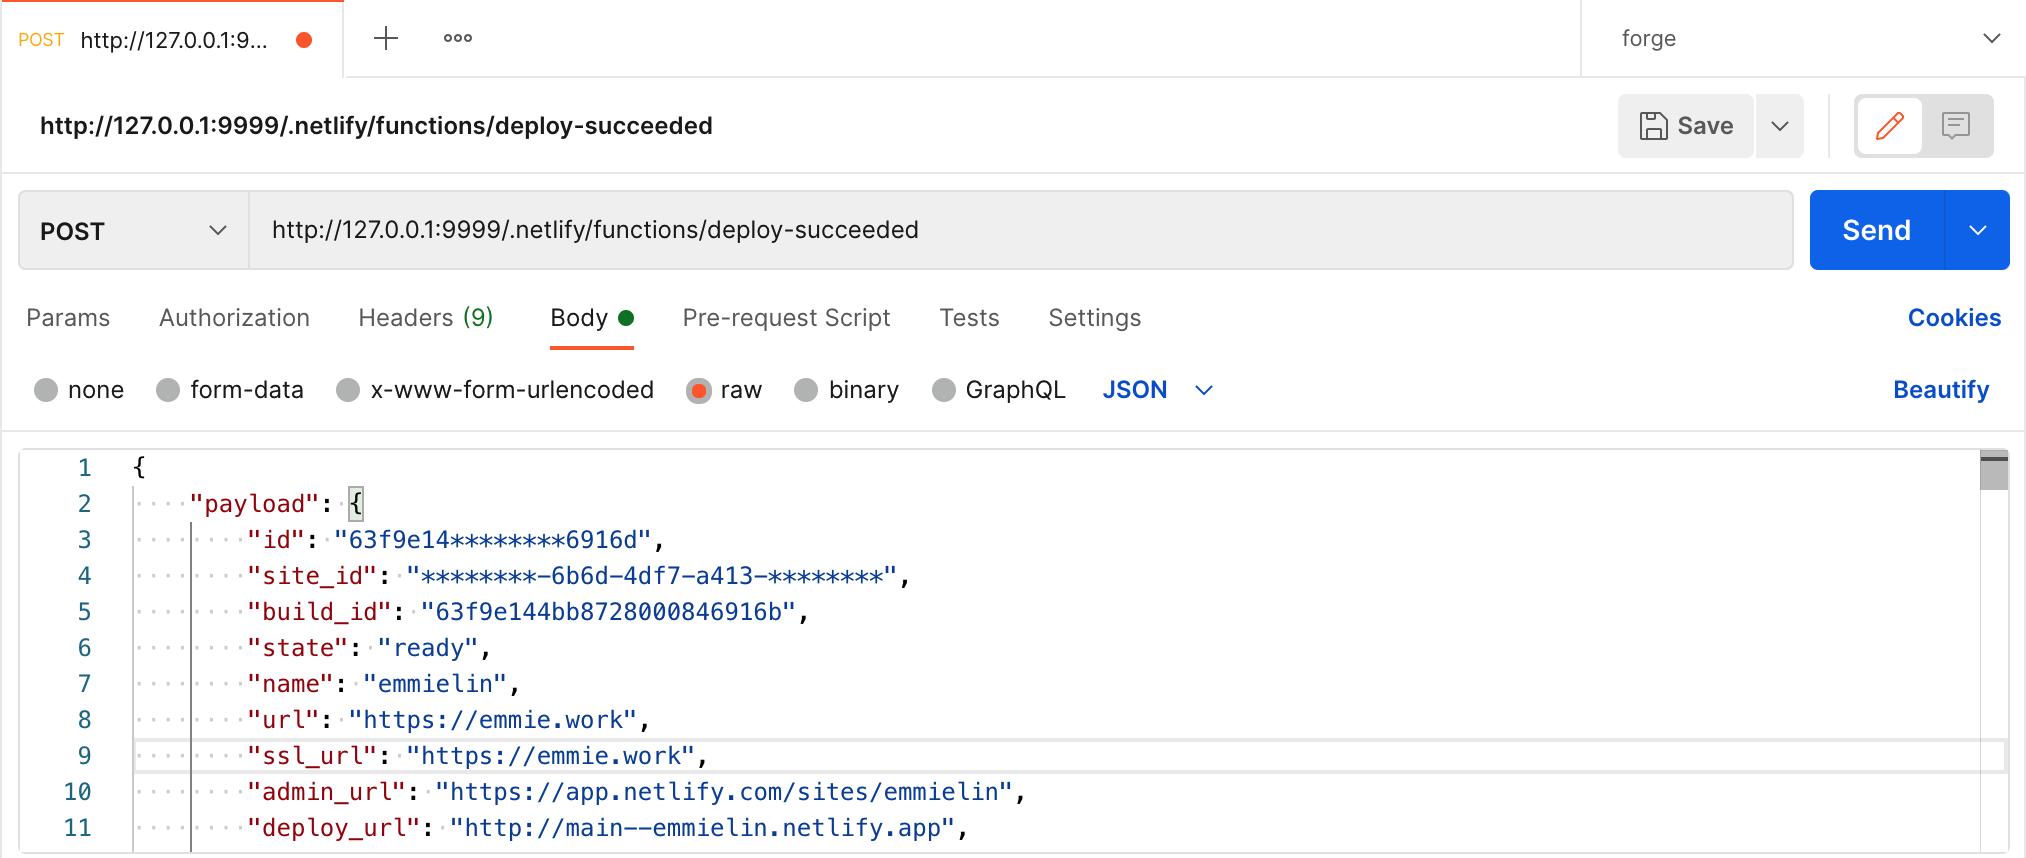 POST http://127.0.0.1:9... forge
http://127.0.0.1:9999/.netlify/functions/deploy-succeeded Save
POST http://127.0.0.1:9999/.netlify/functions/deploy-succeeded Send
Params Authorization Headers (9) Body Pre-request Script Tests Settings Cookies
none form-data x-www-form-urlencoded raw binary GraphQL JSON Beautify
1 {
2 "payload": {
3 "id": "63f9e14********6916d",
4 "site_id": "********-6b6d-4df7-a413-********",
5 "build_id": "63f9e144bb8728000846916b",
6 "state": "ready",
7 "name": "emmielin",
8 "url": "https://emmie.work",
9 "ssl_url": "https://emmie.work",
10 "admin_url": "https://app.netlify.com/sites/emmielin",
11 "deploy_url": "http://main--emmielin.netlify.app",